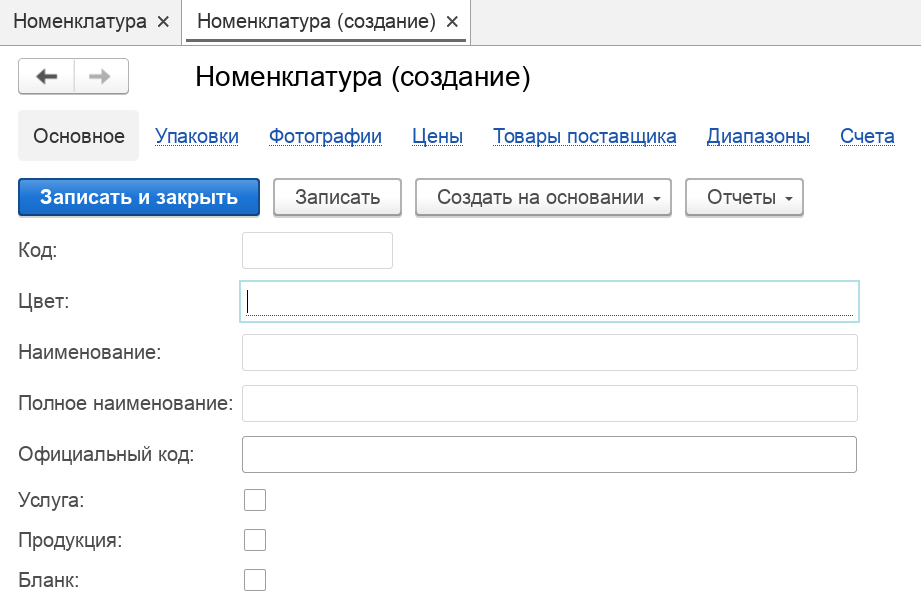 Номенклатура × Номенклатура (создание) ×
Номенклатура (создание)
Основное Упаковки Фотографии Цены Товары поставщика Диапазоны Счета
Записать и закрыть Записать Создать на основании Отчеты
Код:
Цвет:
Наименование:
Полное наименование:
Официальный код:
Услуга:
Продукция:
Бланк: